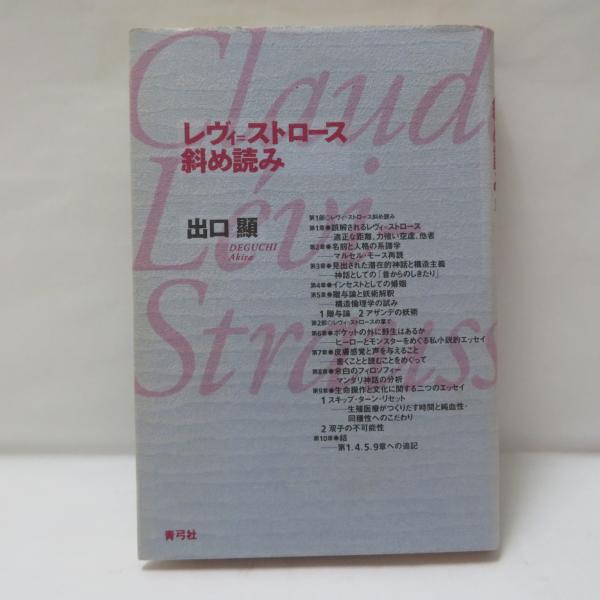 Claude
Lévi
Strauss
レヴィ=ストロース
斜め読み
出口 顯
DEGUCHI
Akira
第1部○レヴィ=ストロース斜め読み
第1章●誤解されるレヴィ=ストロース
──適正な距離、力強い空虚、他者
第2章●名前と人格の系譜学
──マルセル・モース再読
第3章●見出された潜在的神話と構造主義
──神話としての「昔からのしきたり」
第4章●インセストとしての婚姻
第5章●贈与論と妖術解釈
──構造倫理学の試み
1 贈与論 2 アザンデの妖術
第2部○レヴィ=ストロースの掌で
第6章●ポケットの外に野生はあるか
──ヒーローとモンスターをめぐる私小説的エッセイ
第7章●皮膚感覚と声を与えること
──書くことと読むことをめぐって
第8章●余白のフィロソフィー
──マンダリ神話の分析
第9章●生命操作と文化に関する二つのエッセイ
1 スキップ・ターン・リセット
──生殖医療がつくりだす時間と純血性・
同種性へのこだわり
2 双子の不可能性
第10章●結
──第1、4、5、9章への追記
青弓社